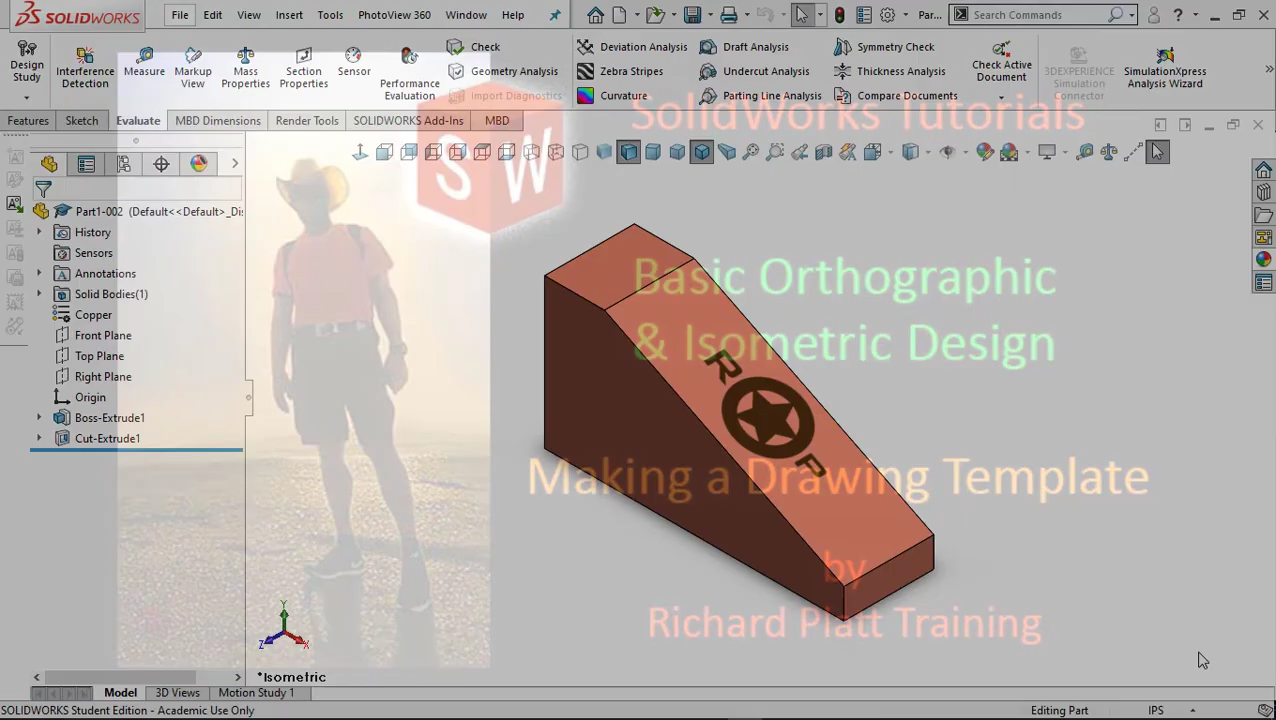 SOLIDWORKS
File Edit View Insert Tools PhotoView 360 Window Help
Par...
Search Commands
Design Study
Interference Detection
Measure
Markup View
Mass Properties
Section Properties
Sensor
Performance Evaluation
Check
Geometry Analysis
Import Diagnostics
Deviation Analysis
Zebra Stripes
Curvature
Draft Analysis
Undercut Analysis
Parting Line Analysis
Symmetry Check
Thickness Analysis
Compare Documents
Check Active Document
3DEXPERIENCE Simulation Connector
SimulationXpress Analysis Wizard
Features Sketch Evaluate MBD Dimensions Render Tools SOLIDWORKS Add-Ins MBD
SolidWorks Tutorials
SW
Part1-002 (Default<<Default>_Dis
History
Sensors
Annotations
Solid Bodies(1)
Copper
Front Plane
Top Plane
Right Plane
Origin
Boss-Extrude1
Cut-Extrude1
Basic Orthographic
& Isometric Design
R
P
Making a Drawing Template
by
Richard Platt Training
Y
Z
X
*Isometric
Model 3D Views Motion Study 1
SOLIDWORKS Student Edition - Academic Use Only
Editing Part
IPS